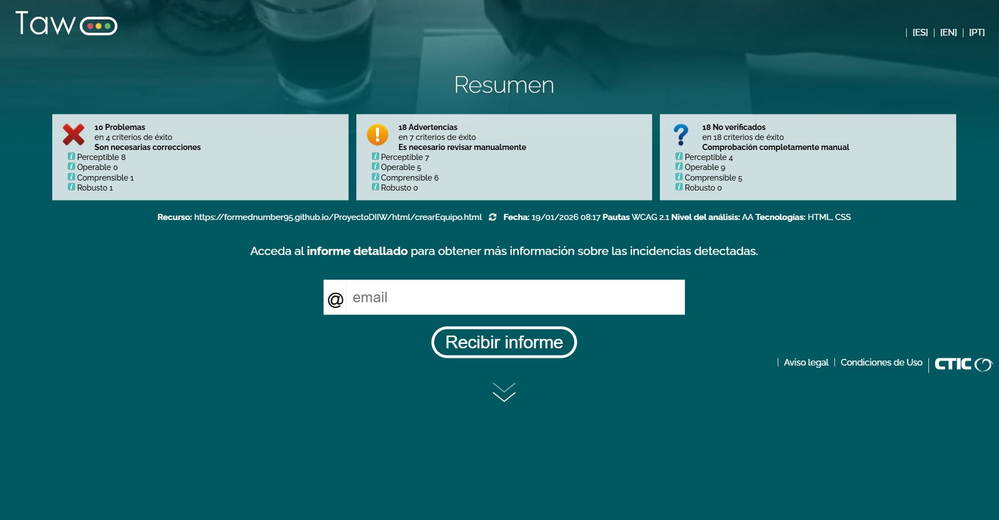 Taw
[ES] [EN] [PT]
Resumen
10 Problemas
en 4 criterios de éxito
Son necesarias correcciones
Perceptible 8
Operable 0
Comprensible 1
Robusto 1
18 Advertencias
en 7 criterios de éxito
Es necesario revisar manualmente
Perceptible 7
Operable 5
Comprensible 6
Robusto 0
18 No verificados
en 18 criterios de éxito
Comprobación completamente manual
Perceptible 4
Operable 9
Comprensible 5
Robusto 0
Recurso: https://formednumber95.github.io/ProyectoDIIW/html/crearEquipo.html Fecha: 19/01/2026 08:17 Pautas WCAG 2.1 Nivel del análisis: AA Tecnologías: HTML, CSS
Acceda al informe detallado para obtener más información sobre las incidencias detectadas.
@ email
Recibir informe
Aviso legal Condiciones de Uso CTIC